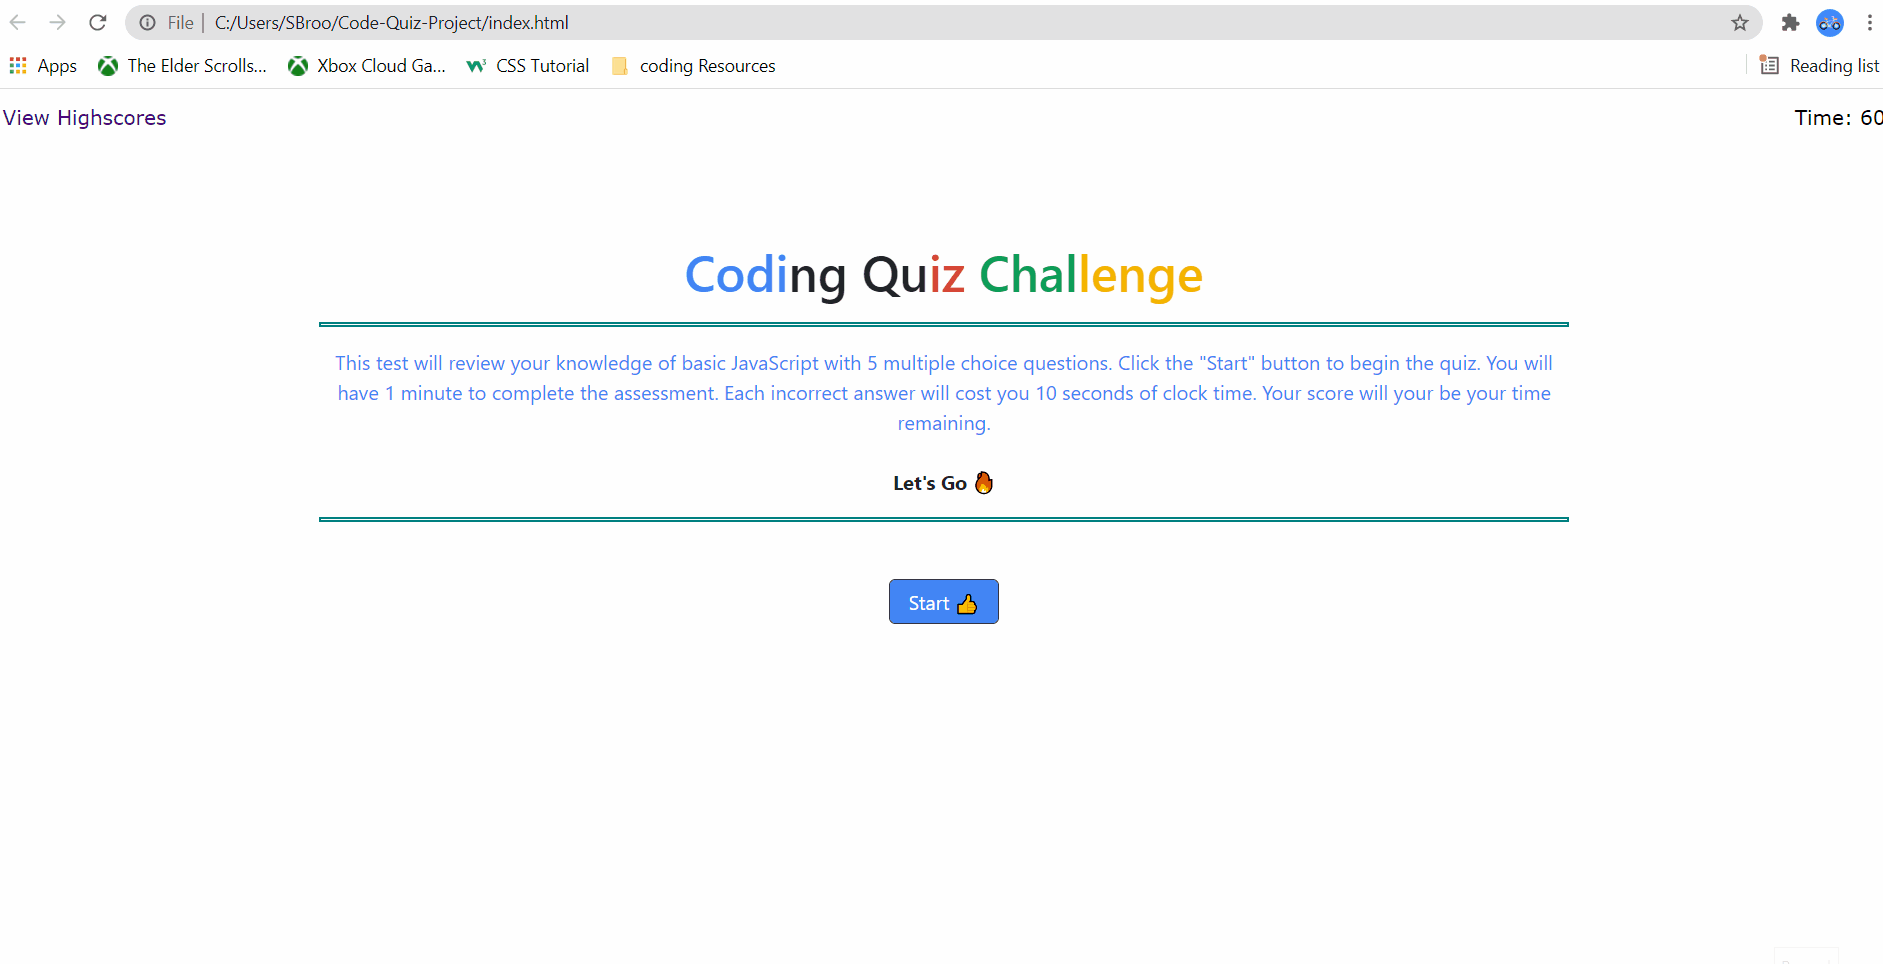 File | C:/Users/SBroo/Code-Quiz-Project/index.html
Apps The Elder Scrolls... Xbox Cloud Ga... CSS Tutorial coding Resources Reading list
View Highscores Time: 60
Coding Quiz Challenge
This test will review your knowledge of basic JavaScript with 5 multiple choice questions. Click the "Start" button to begin the quiz. You will
have 1 minute to complete the assessment. Each incorrect answer will cost you 10 seconds of clock time. Your score will your be your time
remaining.
Let's Go 🔥
Start 👍